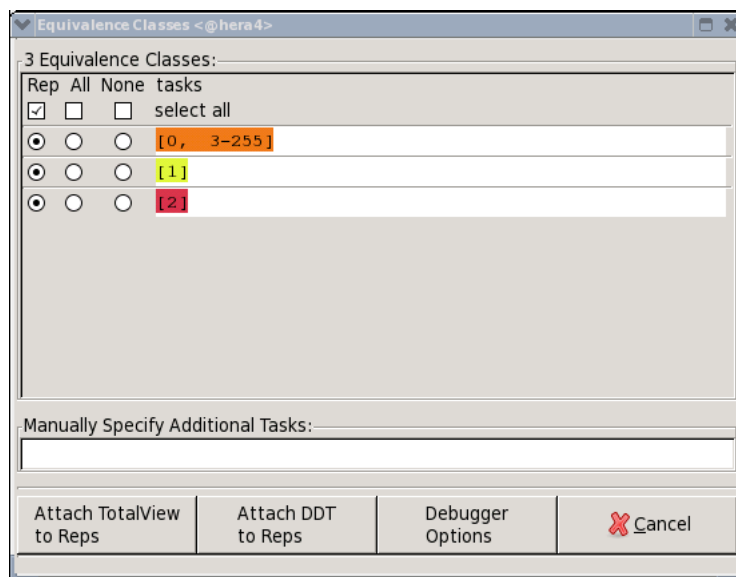 Equivalence Classes <@hera4>
3 Equivalence Classes:
Rep All None tasks
select all
[0, 3-255]
[1]
[2]
Manually Specify Additional Tasks:
Attach TotalView
to Reps
Attach DDT
to Reps
Debugger
Options
Cancel